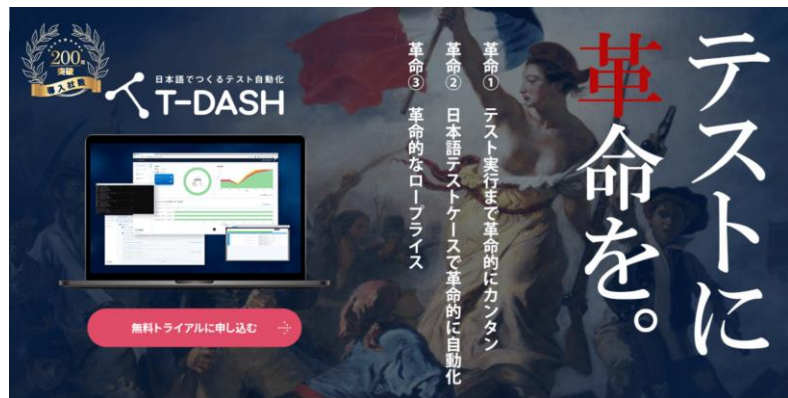 テストに
革命を。
革命① テスト実行まで革命的にカンタン
革命② 日本語テストケースで革命的に自動化
革命③ 革命的なロープライス
200社
突破
導入社数
日本語でつくるテスト自動化
T-DASH
無料トライアルに申し込む